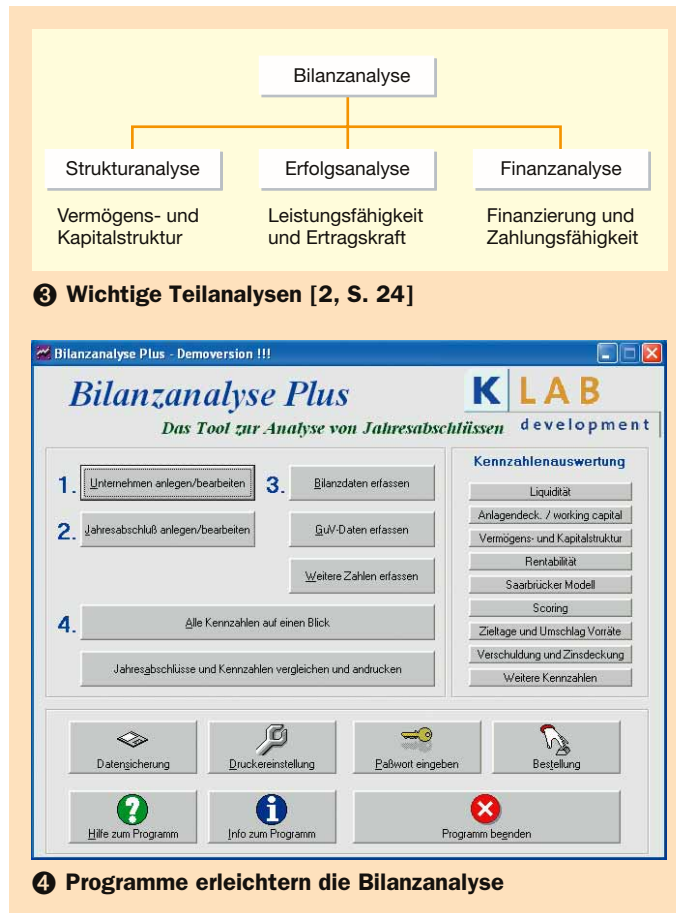 Bilanzanalyse
Strukturanalyse
Erfolgsanalyse
Finanzanalyse
Vermögens- und
Kapitalstruktur
Leistungsfähigkeit
und Ertragskraft
Finanzierung und
Zahlungsfähigkeit
❸ Wichtige Teilanalysen [2, S. 24]
Bilanzanalyse Plus - Demoversion !!!
Bilanzanalyse Plus
Das Tool zur Analyse von Jahresabschlüssen
K LAB
development
1. Unternehmen anlegen/bearbeiten
2. Jahresabschluß anlegen/bearbeiten
3. Bilanzdaten erfassen
GuV-Daten erfassen
Weitere Zahlen erfassen
4. Alle Kennzahlen auf einen Blick
Jahresabschlüsse und Kennzahlen vergleichen und andrucken
Kennzahlenauswertung
Liquidität
Anlagendeck. / working capital
Vermögens- und Kapitalstruktur
Rentabilität
Saarbrücker Modell
Scoring
Zieltage und Umschlag Vorräte
Verschuldung und Zinsdeckung
Weitere Kennzahlen
Datensicherung
Druckereinstellung
Paßwort eingeben
Bestellung
Hilfe zum Programm
Info zum Programm
Programm beenden
❹ Programme erleichtern die Bilanzanalyse